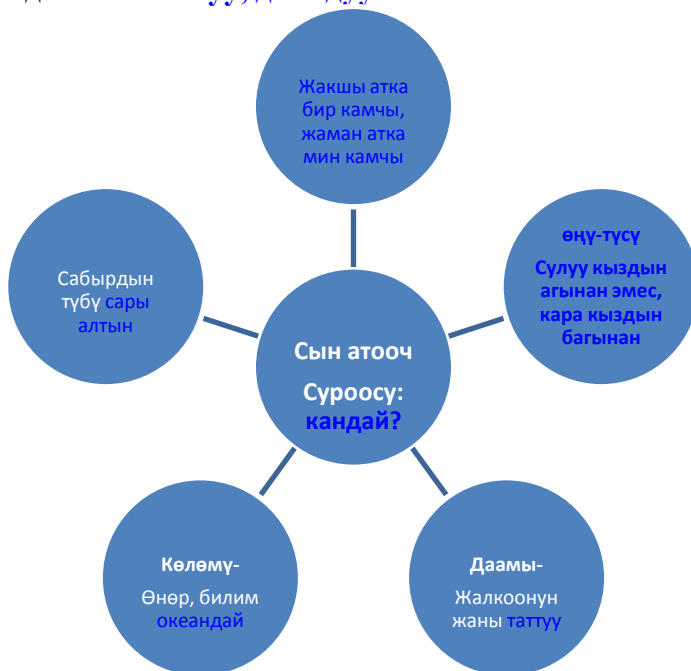 Жакшы атка
бир камчы,
жаман атка
мин камчы
өңү-түсү
Сулуу кыздын
агынан эмес,
кара кыздын
багынан
Сабырдын
түбү сары
алтын
Сын атооч
Суроосу:
кандай?
Көлөмү-
Өнөр, билим
океандай
Даамы-
Жалкоонун
жаны таттуу